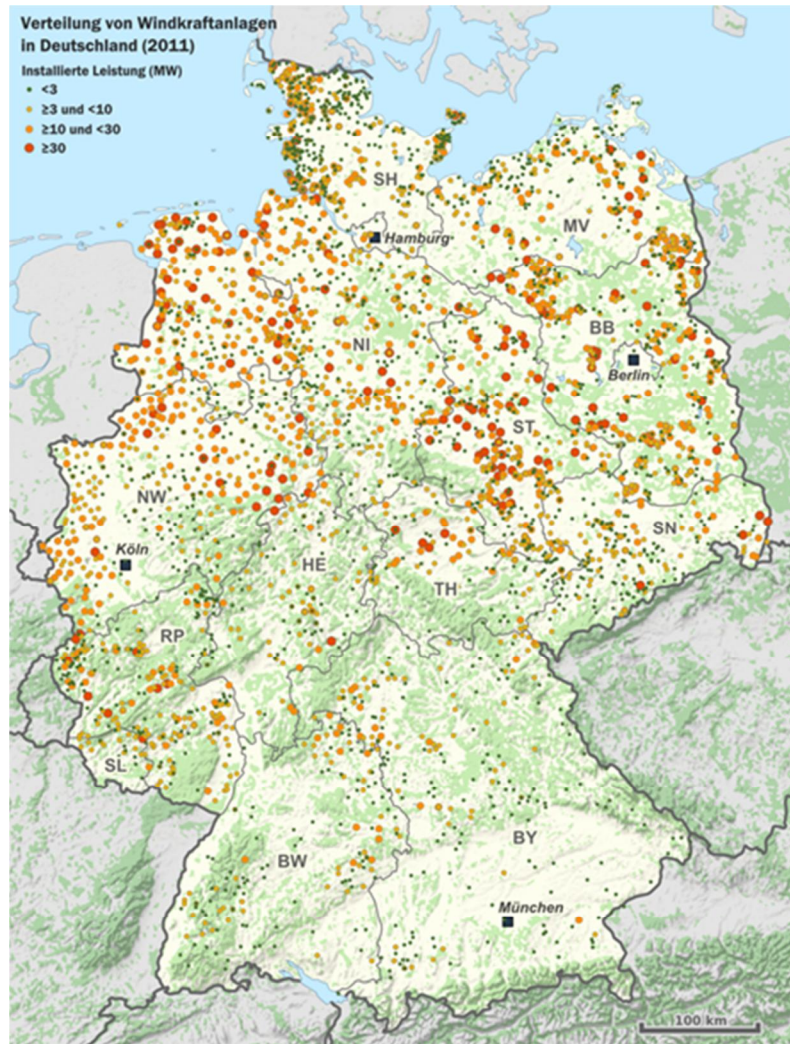 Verteilung von Windkraftanlagen
in Deutschland (2011)
Installierte Leistung (MW)
<3
≥3 und <10
≥10 und <30
≥30
SH
Hamburg
MV
NI
BB
Berlin
ST
NW
SN
Köln
HE
TH
RP
SL
BW
BY
München
100 km